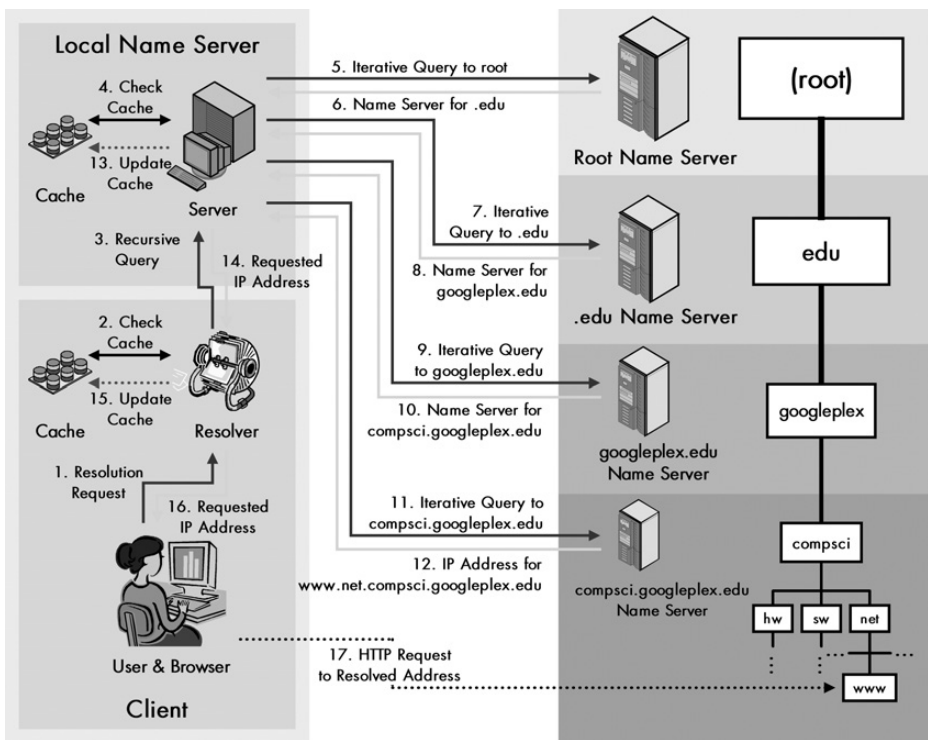 Local Name Server
4. Check
Cache
13. Update
Cache
Cache
Server
3. Recursive
Query
14. Requested
IP Address
2. Check
Cache
15. Update
Cache
Cache
Resolver
1. Resolution
Request
16. Requested
IP Address
User & Browser
Client
5. Iterative Query to root
6. Name Server for .edu
7. Iterative
Query to .edu
8. Name Server for
googleplex.edu
9. Iterative Query
to googleplex.edu
10. Name Server for
compsci.googleplex.edu
11. Iterative Query to
compsci.googleplex.edu
12. IP Address for
www.net.compsci.googleplex.edu
17. HTTP Request
to Resolved Address
Root Name Server
.edu Name Server
googleplex.edu
Name Server
compsci.googleplex.edu
Name Server
(root)
edu
googleplex
compsci
hw
sw
net
www